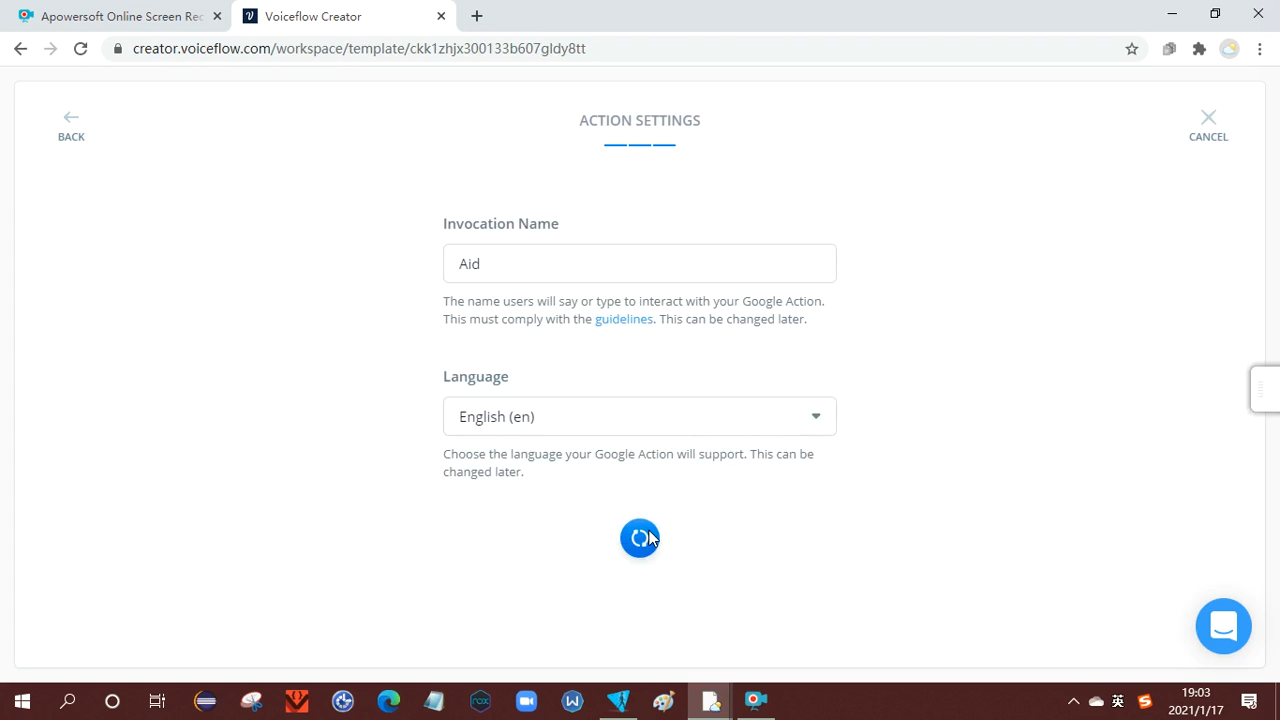 Apowersoft Online Screen Rec
Voiceflow Creator
creator.voiceflow.com/workspace/template/ckk1zhjx300133b607gldy8tt
BACK
ACTION SETTINGS
CANCEL
Invocation Name
Aid
The name users will say or type to interact with your Google Action.
This must comply with the guidelines. This can be changed later.
Language
English (en)
Choose the language your Google Action will support. This can be
changed later.
英
19:03
2021/1/17